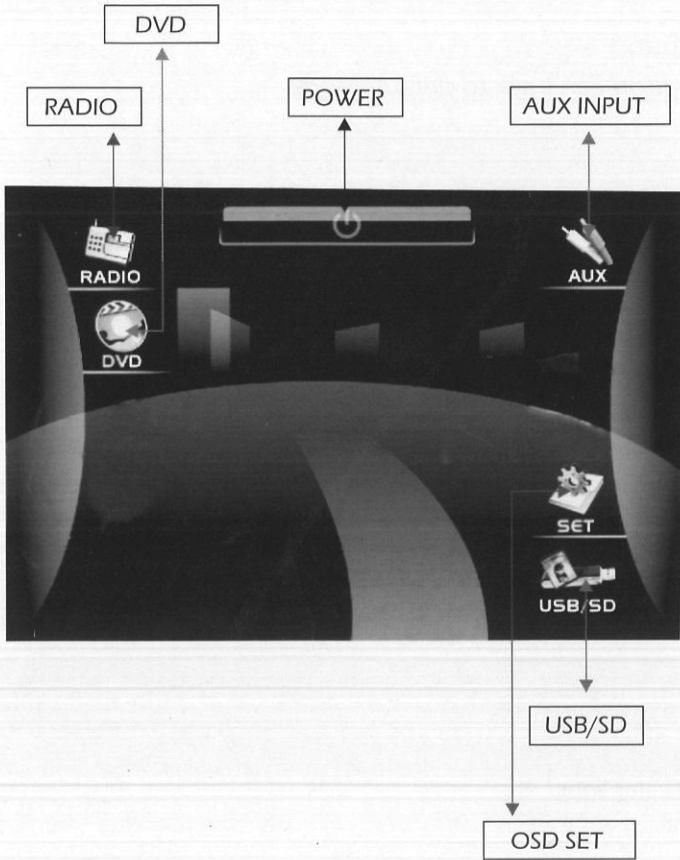 DVD
RADIO
POWER
AUX INPUT
RADIO
AUX
DVD
SET
USB/SD
USB/SD
OSD SET